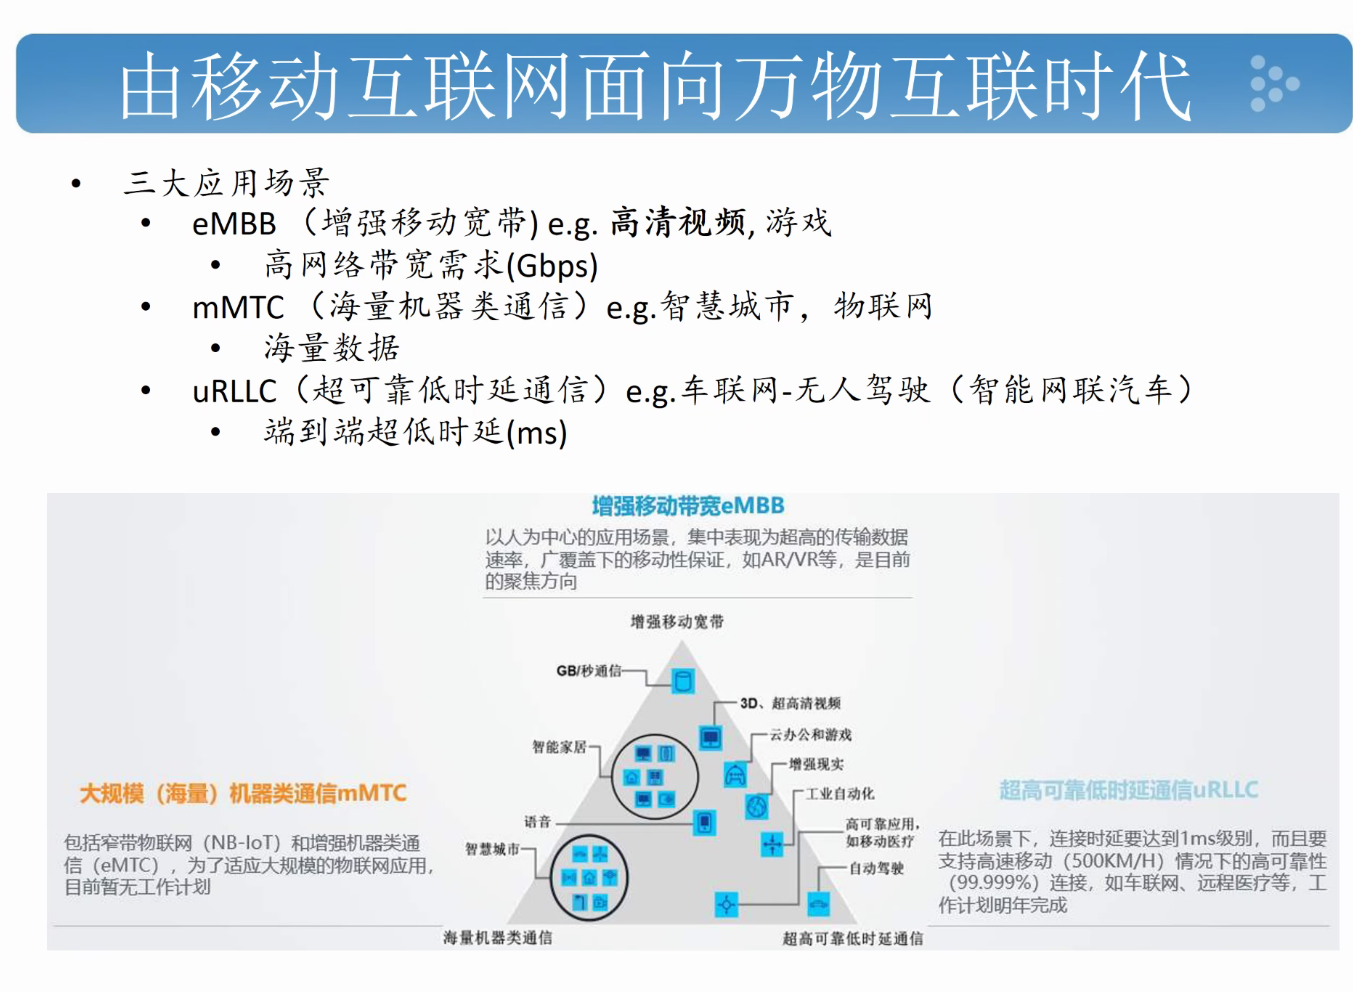 由移动互联网面向万物互联时代
• 三大应用场景
• eMBB （增强移动宽带) e.g. 高清视频, 游戏
• 高网络带宽需求(Gbps)
• mMTC （海量机器类通信）e.g.智慧城市，物联网
• 海量数据
• uRLLC（超可靠低时延通信）e.g.车联网-无人驾驶（智能网联汽车）
• 端到端超低时延(ms)
增强移动带宽eMBB
以人为中心的应用场景，集中表现为超高的传输数据
速率，广覆盖下的移动性保证，如AR/VR等，是目前
的聚焦方向
增强移动宽带
GB/秒通信
3D、超高清视频
云办公和游戏
智能家居
增强现实
工业自动化
语音
高可靠应用，
如移动医疗
智慧城市
自动驾驶
海量机器类通信
超高可靠低时延通信
大规模（海量）机器类通信mMTC
包括窄带物联网（NB-IoT）和增强机器类通
信（eMTC），为了适应大规模的物联网应用，
目前暂无工作计划
超高可靠低时延通信uRLLC
在此场景下，连接时延要达到1ms级别，而且要
支持高速移动（500KM/H）情况下的高可靠性
（99.999%）连接，如车联网、远程医疗等，工
作计划明年完成